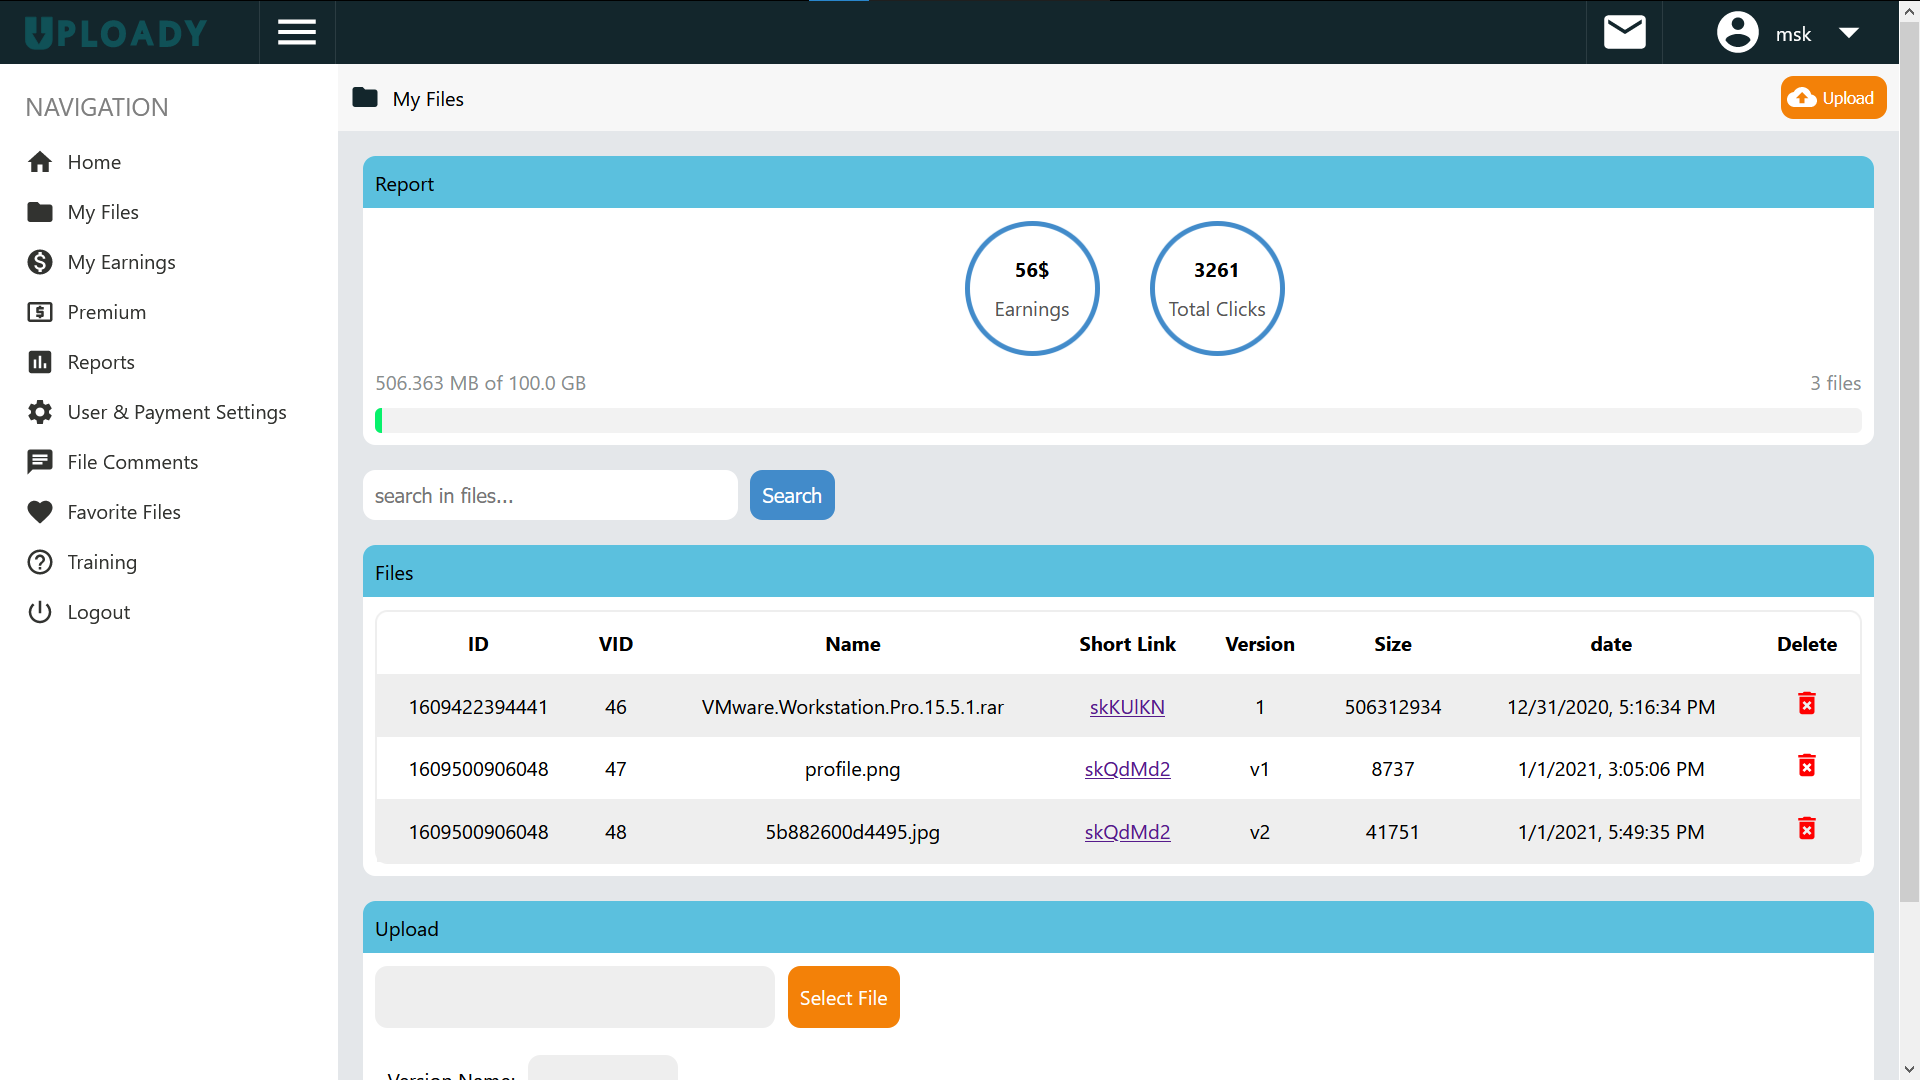 UPLOADY
msk
NAVIGATION
Home
My Files
My Earnings
Premium
Reports
User & Payment Settings
File Comments
Favorite Files
Training
Logout
My Files
Upload
Report
56$
Earnings
3261
Total Clicks
506.363 MB of 100.0 GB
3 files
search in files...
Search
Files
ID VID Name Short Link Version Size date Delete
1609422394441 46 VMware.Workstation.Pro.15.5.1.rar skKUlKN 1 506312934 12/31/2020, 5:16:34 PM
1609500906048 47 profile.png skQdMd2 v1 8737 1/1/2021, 3:05:06 PM
1609500906048 48 5b882600d4495.jpg skQdMd2 v2 41751 1/1/2021, 5:49:35 PM
Upload
Select File
Version Name: